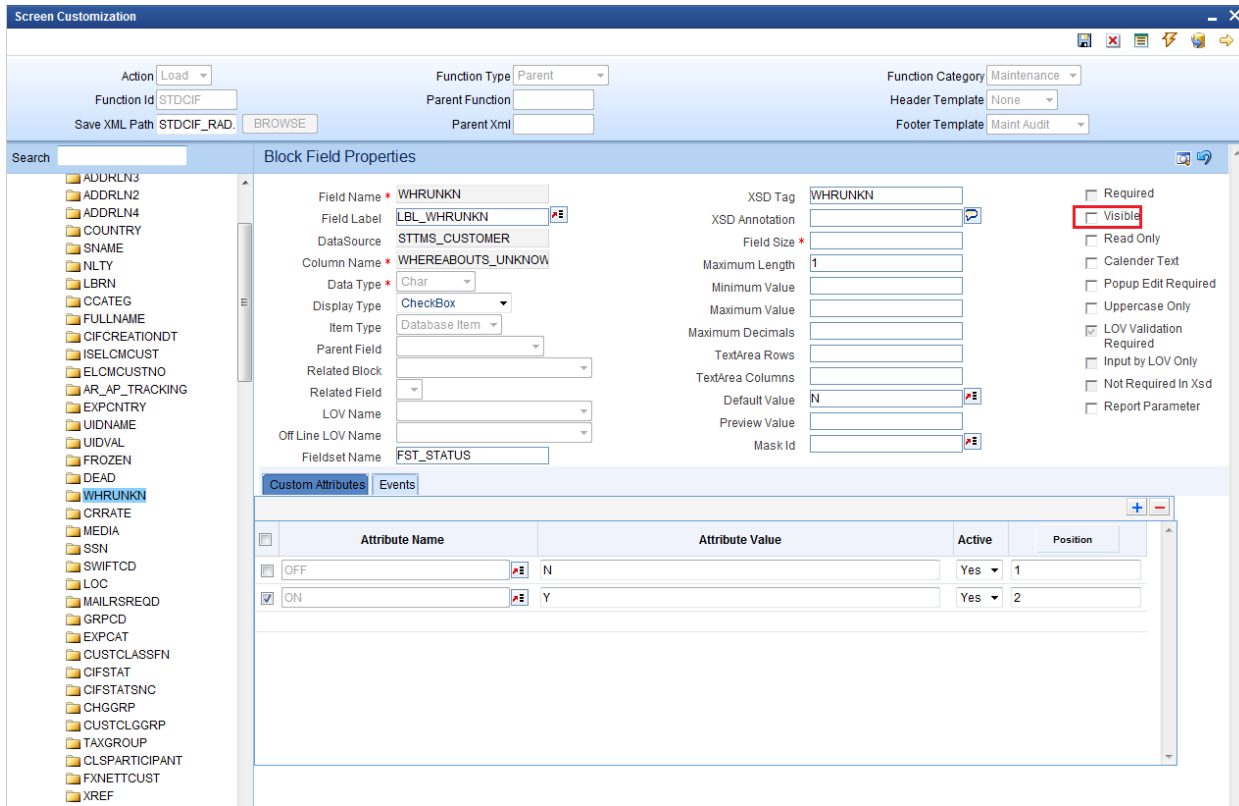 Screen Customization
Action Load
Function Type Parent
Function Category Maintenance
Function Id STDCIF
Parent Function
Header Template None
Save XML Path STDCIF_RAD. BROWSE
Parent Xml
Footer Template Maint Audit
Search
Block Field Properties
ADDRLN3
ADDRLN2
ADDRLN4
COUNTRY
SNAME
NLTY
LBRN
CCATEG
FULLNAME
CIFCREATIONDT
ISELCMCUST
ELCMCUSTNO
AR_AP_TRACKING
EXPCNTRY
UIDNAME
UIDVAL
FROZEN
DEAD
WHRUNKN
CRRATE
MEDIA
SSN
SWIFTCD
LOC
MAILRSREQD
GRPCD
EXPCAT
CUSTCLASSFN
CIFSTAT
CIFSTATSNC
CHGGRP
CUSTCLGGRP
TAXGROUP
CLSPARTICIPANT
FXNETTCUST
XREF
Field Name * WHRUNKN
Field Label LBL_WHRUNKN
DataSource STTMS_CUSTOMER
Column Name * WHEREABOUTS_UNKNOW
Data Type * Char
Display Type CheckBox
Item Type Database Item
Parent Field
Related Block
Related Field
LOV Name
Off Line LOV Name
Fieldset Name FST_STATUS
XSD Tag WHRUNKN
XSD Annotation
Field Size *
Maximum Length 1
Minimum Value
Maximum Value
Maximum Decimals
TextArea Rows
TextArea Columns
Default Value N
Preview Value
Mask Id
Required
Visible
Read Only
Calender Text
Popup Edit Required
Uppercase Only
LOV Validation
Required
Input by LOV Only
Not Required In Xsd
Report Parameter
Custom Attributes Events
Attribute Name Attribute Value Active Position
OFF N Yes 1
ON Y Yes 2